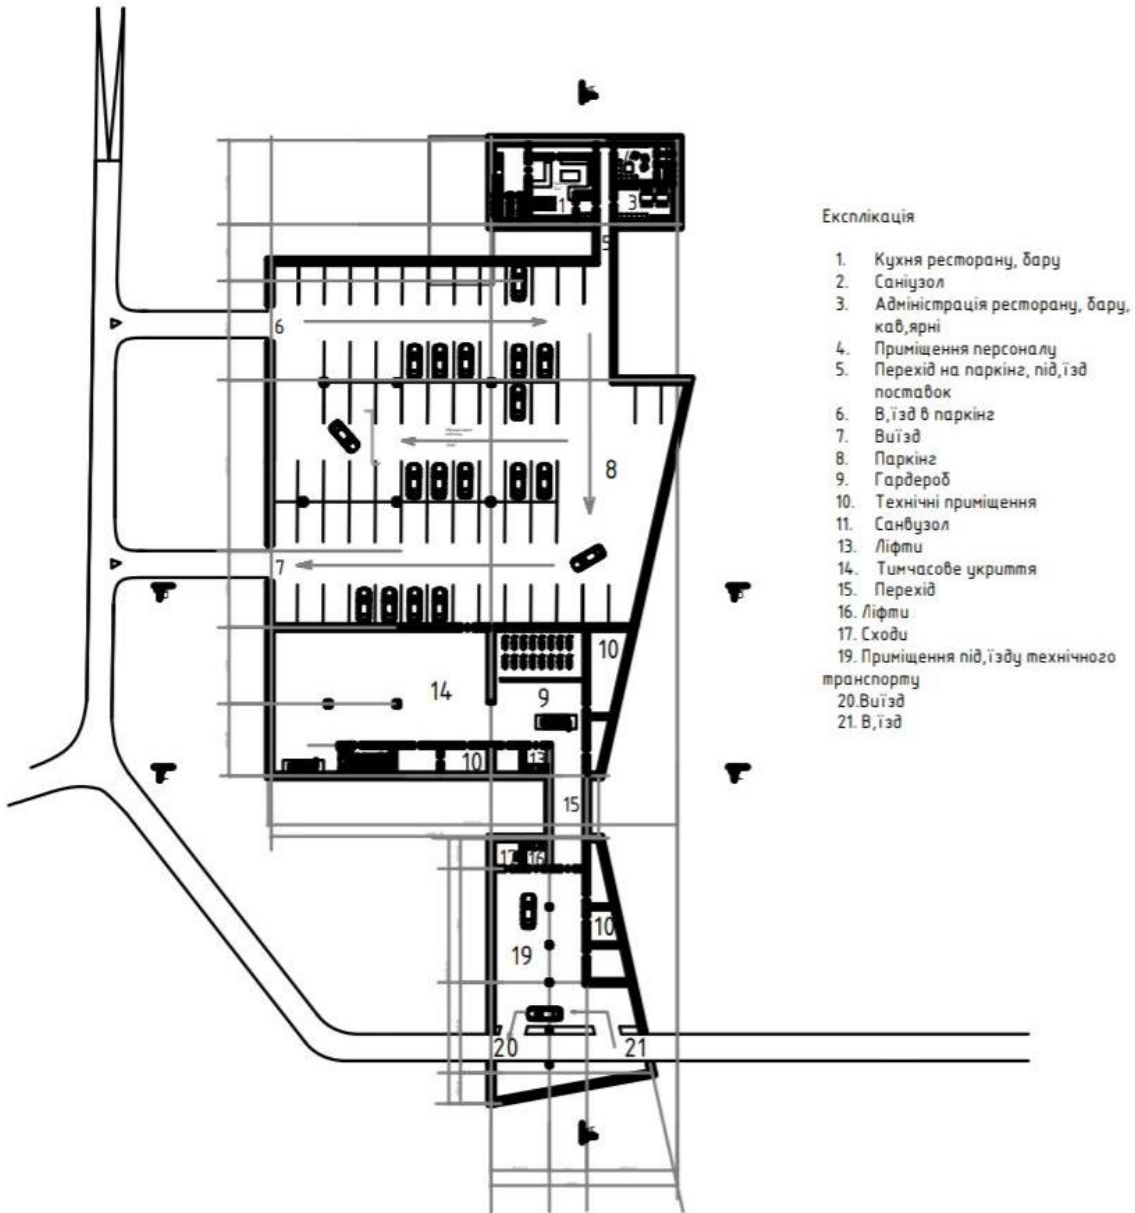 1
3
5
Експлікація
1. Кухня ресторану, бару
2. Саніузол
3. Адміністрація ресторану, бару,
кав,ярні
4. Приміщення персоналу
5. Перехід на паркінг, під,їзд
поставок
6. В,їзд в паркінг
7. Виїзд
8. Паркінг
9. Гардероб
10. Технічні приміщення
11. Санвузол
13. Ліфти
14. Тимчасове укриття
15. Перехід
16. Ліфти
17. Сходи
19. Приміщення під,їзду технічного
транспорту
20.Виїзд
21. В,їзд
6
8
7
10
14
9
10
13
15
17
16
10
19
20
21